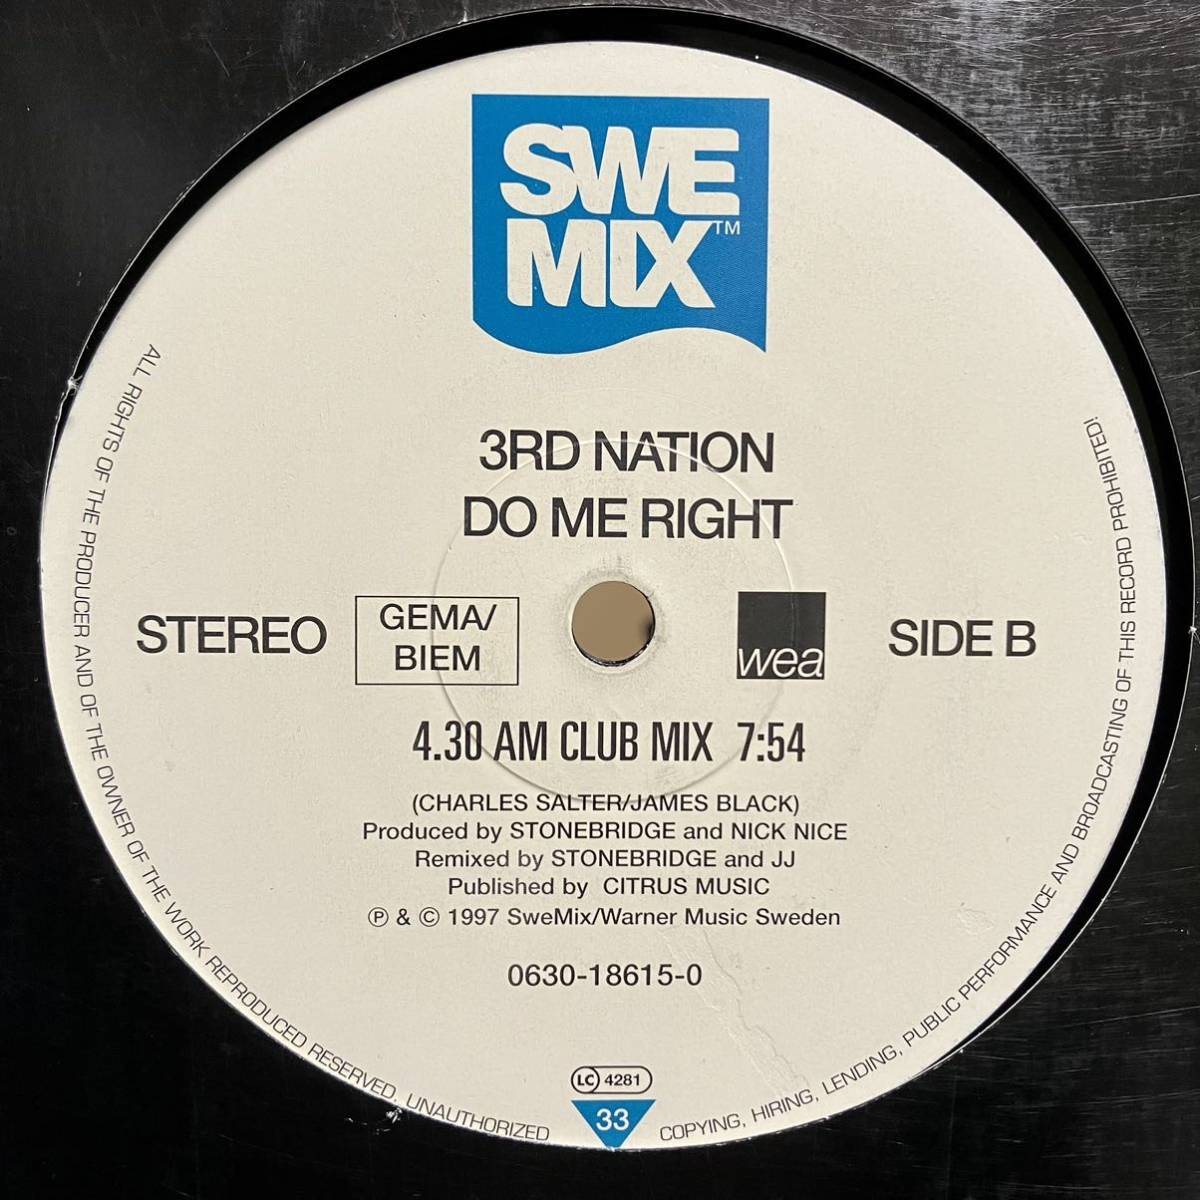 SWE
MIX™
3RD NATION
DO ME RIGHT
STEREO
GEMA/
BIEM
wea
SIDE B
4.30 AM CLUB MIX 7:54
(CHARLES SALTER/JAMES BLACK)
Produced by STONEBRIDGE and NICK NICE
Remixed by STONEBRIDGE and JJ
Published by CITRUS MUSIC
℗ & © 1997 SweMix/Warner Music Sweden
0630-18615-0
LC 4281
33
ALL RIGHTS OF THE PRODUCER AND OF THE OWNER OF THE WORK REPRODUCED RESERVED, UNAUTHORIZED COPYING, HIRING, LENDING, PUBLIC PERFORMANCE AND BROADCASTING OF THIS RECORD PROHIBITED!